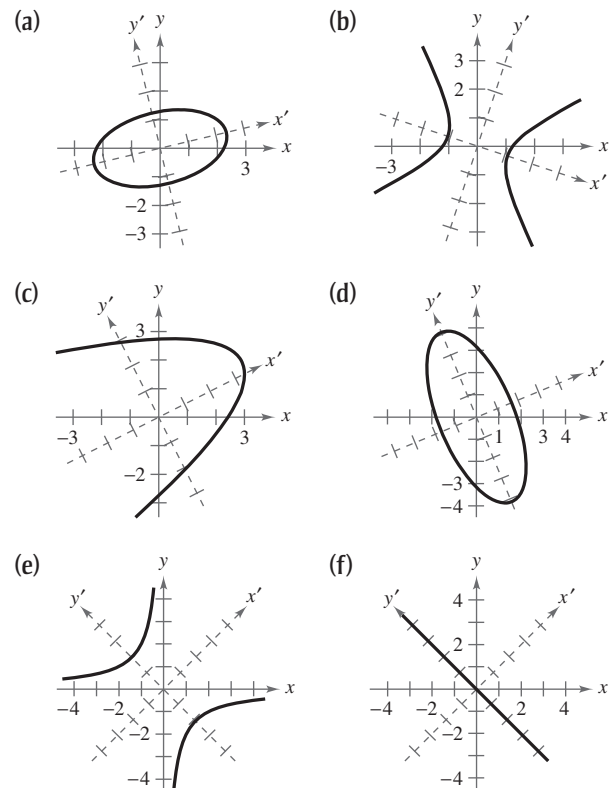 (a) y′ y x′ x 3 −2 −3
(b) y y′ 3 2 −3 x x′
(c) y y′ 3 x′ −3 3 x −2
(d) y y′ x′ 1 3 4 x −3 −4
(e) y y′ x′ −4 −2 x −4
(f) y y′ 4 x′ 2 −4 −2 2 4 x −2 −4